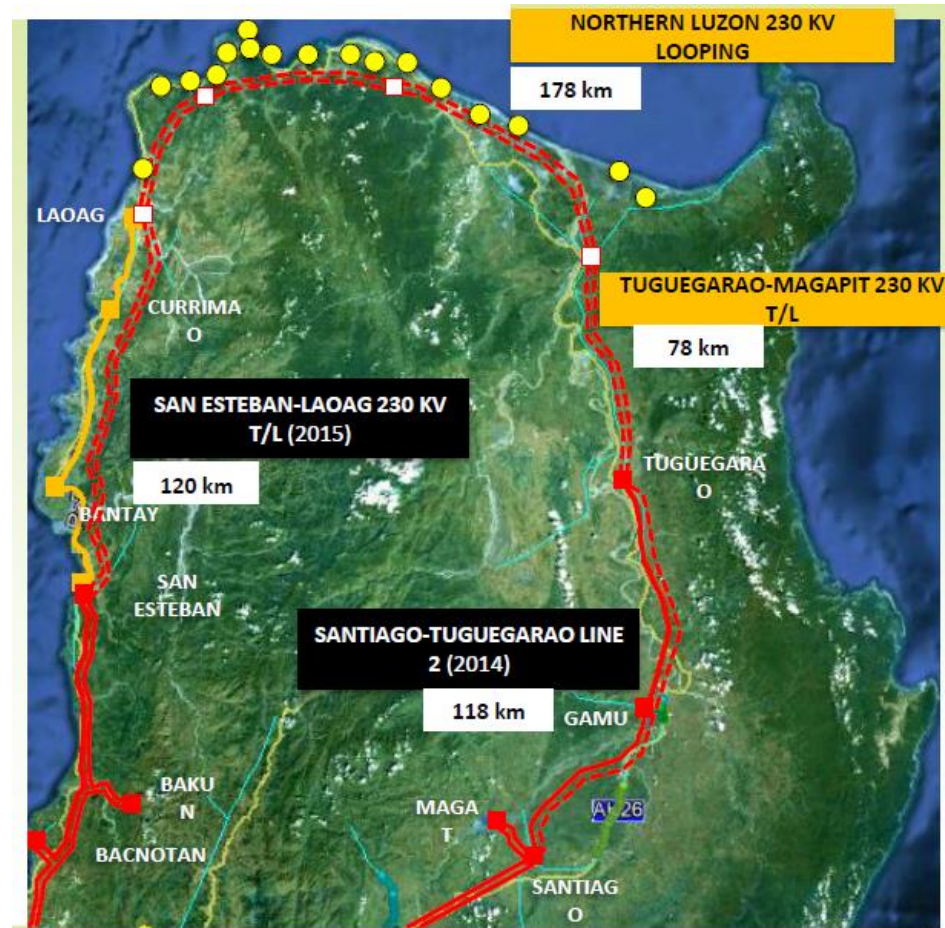 NORTHERN LUZON 230 KV
LOOPING
178 km
LAOAG
TUGUEGARAO-MAGAPIT 230 KV
T/L
CURRIMA
O
78 km
SAN ESTEBAN-LAOAG 230 KV
T/L (2015)
120 km
TUGUEGARA
O
BANTAY
SAN
ESTEBAN
SANTIAGO-TUGUEGARAO LINE
2 (2014)
118 km
GAMU
BAKU
N
MAGA
T
AH26
BACNOTAN
SANTIAG
O